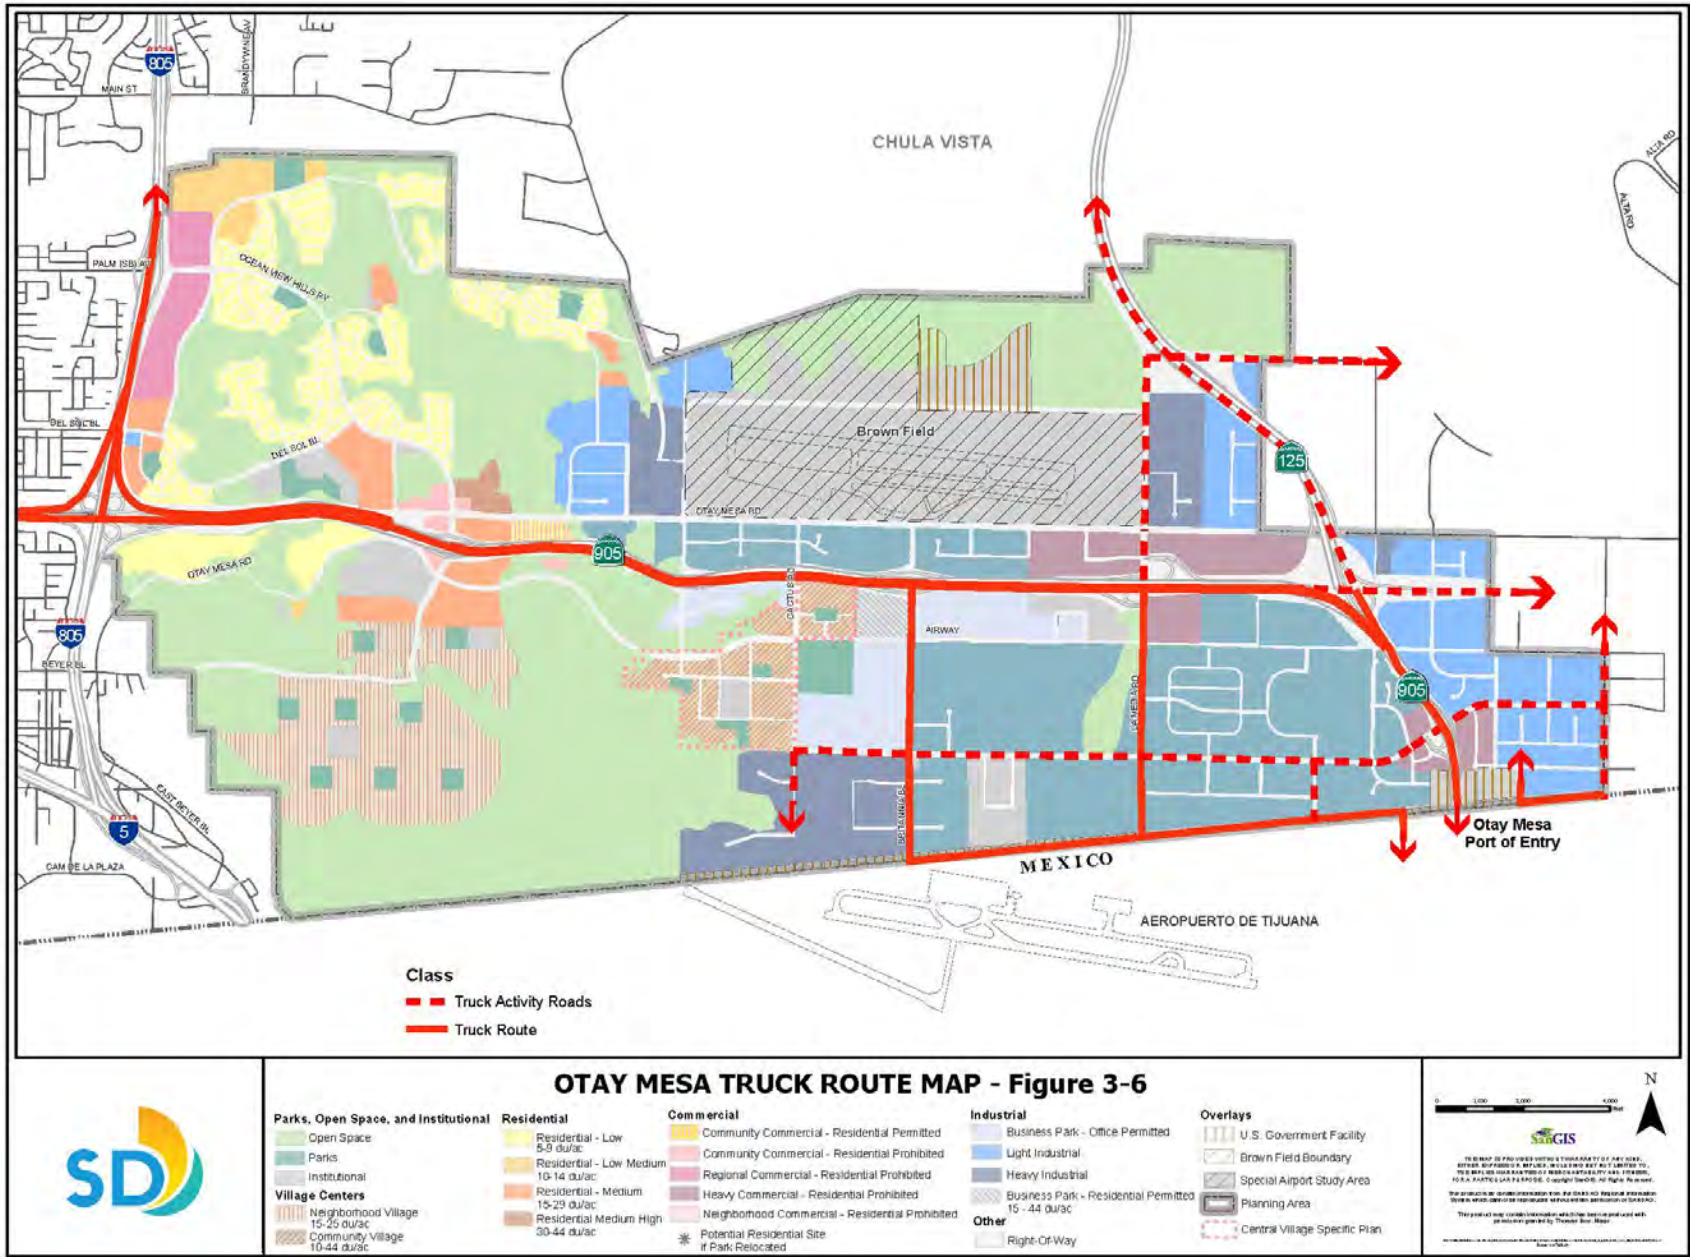 805
MAIN ST
BRANDYWINE AV
CHULA VISTA
ALTA RD
ALTA RD
PALM (SB) AV
OCEAN VIEW HILLS PY
DEL SOL BL
DEL SOL BL
Brown Field
125
OTAY MESA RD
905
OTAY MESA RD
CACTUS RD
AIRWAY
805
BEYER BL
LA MEDIA RD
905
EAST BEYER BL
5
BRITANNIA BL
CAM DE LA PLAZA
Otay Mesa
Port of Entry
MEXICO
AEROPUERTO DE TIJUANA
Class
Truck Activity Roads
Truck Route
OTAY MESA TRUCK ROUTE MAP - Figure 3-6
SD
Parks, Open Space, and Institutional
Open Space
Parks
Institutional
Village Centers
Neighborhood Village
15-25 du/ac
Community Village
10-44 du/ac
Residential
Residential - Low
5-9 du/ac
Residential - Low Medium
10-14 du/ac
Residential - Medium
15-29 du/ac
Residential Medium High
30-44 du/ac
Commercial
Community Commercial - Residential Permitted
Community Commercial - Residential Prohibited
Regional Commercial - Residential Prohibited
Heavy Commercial - Residential Prohibited
Neighborhood Commercial - Residential Prohibited
Potential Residential Site
if Park Relocated
Industrial
Business Park - Office Permitted
Light Industrial
Heavy Industrial
Business Park - Residential Permitted
15 - 44 du/ac
Other
Right-Of-Way
Overlays
U.S. Government Facility
Brown Field Boundary
Special Airport Study Area
Planning Area
Central Village Specific Plan
N
0 1,000 2,000 4,000
Feet
SanGIS